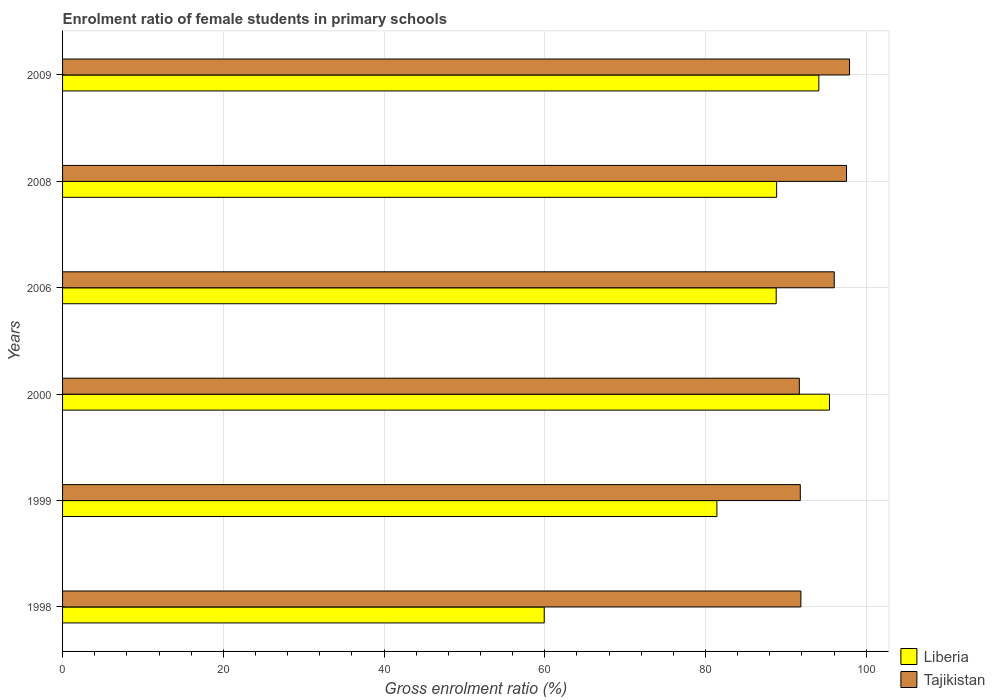 Enrolment ratio of female students in primary schools
2009
2008
2006
2000
1999
1998
Years
0
20
40
60
80
100
Gross enrolment ratio (%)
Liberia
Tajikistan